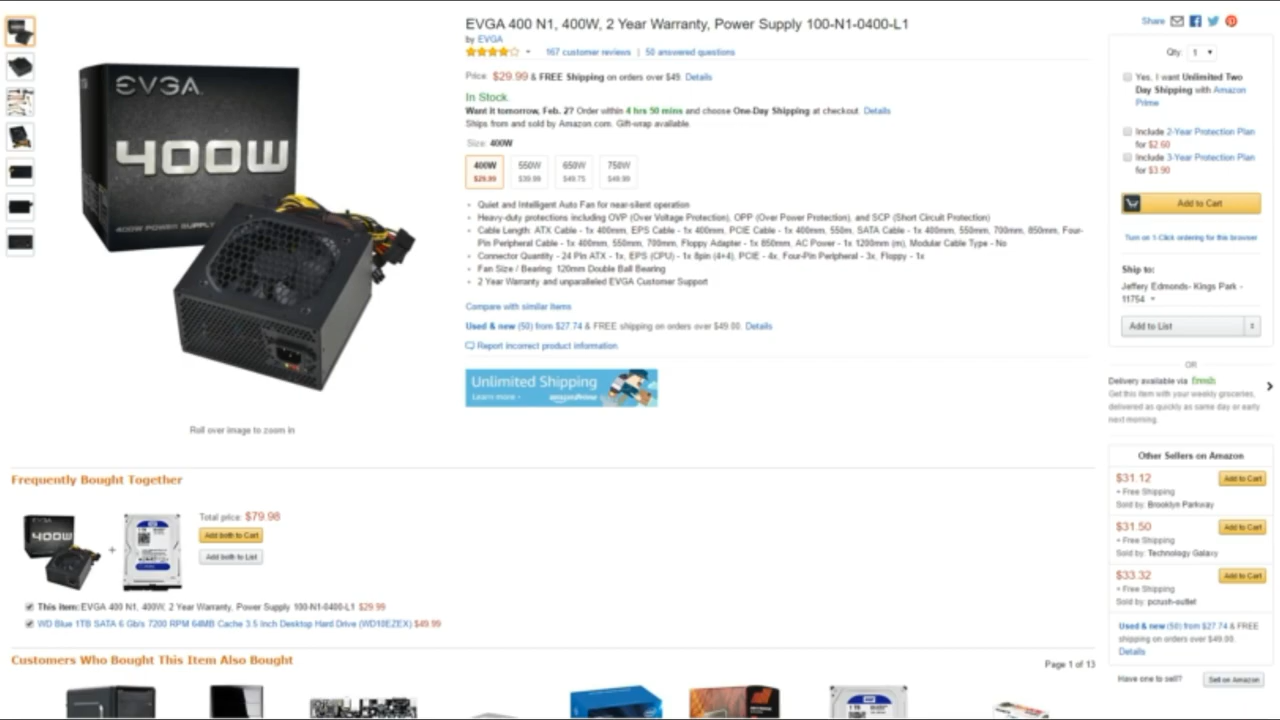 EVGA 400 N1, 400W, 2 Year Warranty, Power Supply 100-N1-0400-L1
by EVGA
167 customer reviews | 50 answered questions
Price: $29.99 & FREE Shipping on orders over $49. Details
In Stock.
Want it tomorrow, Feb. 2? Order within 4 hrs 50 mins and choose One-Day Shipping at checkout. Details
Ships from and sold by Amazon.com. Gift-wrap available.
Size: 400W
400W 550W 650W 750W
$29.99 $39.99 $49.75 $49.99
Quiet and Intelligent Auto Fan for near-silent operation
Heavy-duty protections including OVP (Over Voltage Protection), OPP (Over Power Protection), and SCP (Short Circuit Protection)
Cable Length: ATX Cable - 1x 400mm, EPS Cable - 1x 400mm, PCIE Cable - 1x 400mm, 550m, SATA Cable - 1x 400mm, 550mm, 700mm, 850mm, Four-
Pin Peripheral Cable - 1x 400mm, 550mm, 700mm, Floppy Adapter - 1x 850mm, AC Power - 1x 1200mm (m), Modular Cable Type - No
Connector Quantity - 24 Pin ATX - 1x, EPS (CPU) - 1x 8pin (4+4), PCIE - 4x, Four-Pin Peripheral - 3x, Floppy - 1x
Fan Size / Bearing: 120mm Double Ball Bearing
2 Year Warranty and unparalleled EVGA Customer Support
Compare with similar items
Used & new (50) from $27.74 & FREE shipping on orders over $49.00. Details
Report incorrect product information
Unlimited Shipping
Learn more amazonPrime
EVGA
400W
400W POWER SUPPLY
Roll over image to zoom in
Share
Qty: 1
Yes, I want Unlimited Two
Day Shipping with Amazon
Prime
Include 2-Year Protection Plan
for $2.60
Include 3-Year Protection Plan
for $3.90
Add to Cart
Turn on 1-Click ordering for this browser
Ship to:
Jeffery Edmonds- Kings Park -
11754
Add to List
OR
Delivery available via fresh
Get this item with your weekly groceries,
delivered as quickly as same day or early
next morning.
Other Sellers on Amazon
$31.12 Add to Cart
+ Free Shipping
Sold by: Brooklyn Parkway
$31.50 Add to Cart
+ Free Shipping
Sold by: Technology Galaxy
$33.32 Add to Cart
+ Free Shipping
Sold by: pcrush-outlet
Used & new (50) from $27.74 & FREE
shipping on orders over $49.00.
Details
Have one to sell? Sell on Amazon
Frequently Bought Together
EVGA
400W
+
Total price: $79.98
Add both to Cart
Add both to List
This item: EVGA 400 N1, 400W, 2 Year Warranty, Power Supply 100-N1-0400-L1 $29.99
WD Blue 1TB SATA 6 Gb/s 7200 RPM 64MB Cache 3.5 Inch Desktop Hard Drive (WD10EZEX) $49.99
Customers Who Bought This Item Also Bought
Page 1 of 13